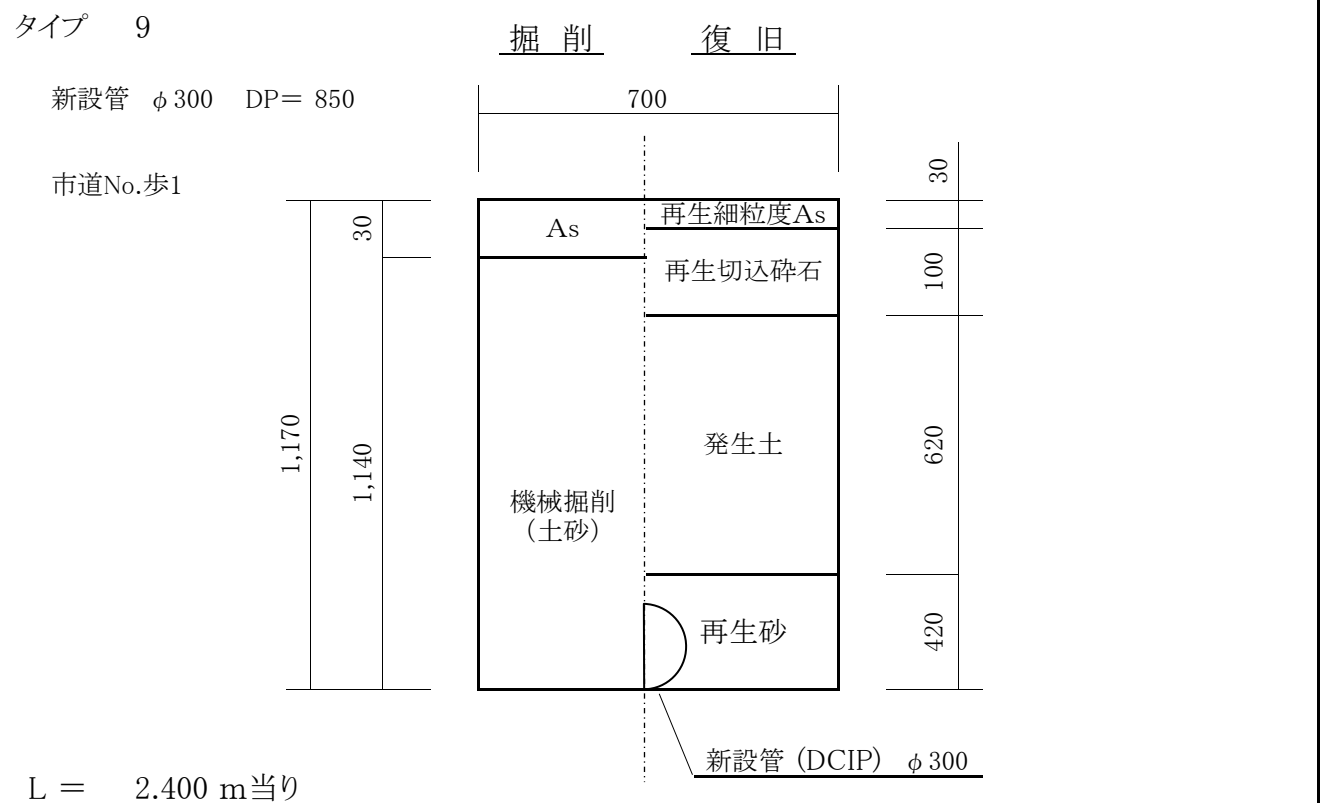 タイプ 9
掘 削 復 旧
新設管 φ300 DP= 850
700
市道No.歩1
30
30
再生細粒度As
As
再生切込砕石
100
1,170
1,140
発生土
620
機械掘削
(土砂)
再生砂
420
新設管 (DCIP) φ300
L = 2.400 m当り